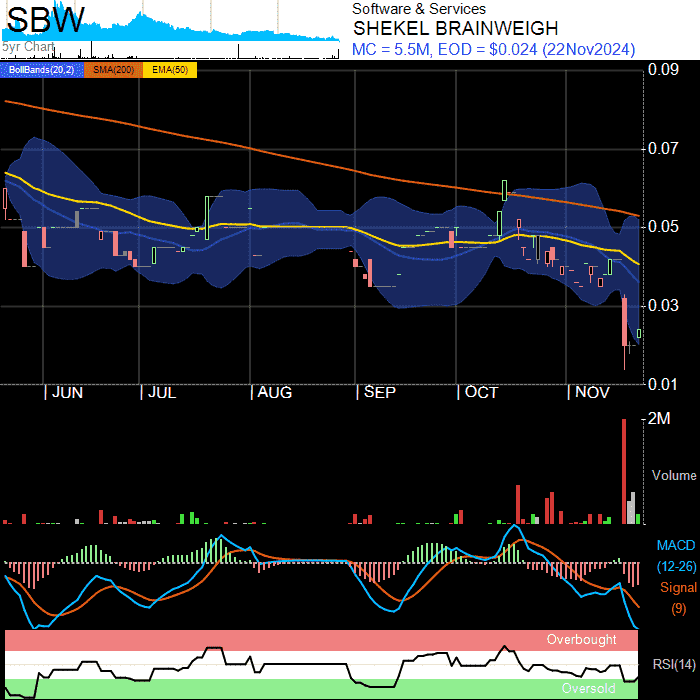 SBW
5yr Chart
Software & Services
SHEKEL BRAINWEIGH
MC = 5.5M, EOD = $0.024 (22Nov2024)
BollBands(20,2) SMA(200) EMA(50)
0.09
0.07
0.05
0.03
0.01
JUN JUL AUG SEP OCT NOV
2M
Volume
MACD
(12-26)
Signal
(9)
Overbought
RSI(14)
Oversold